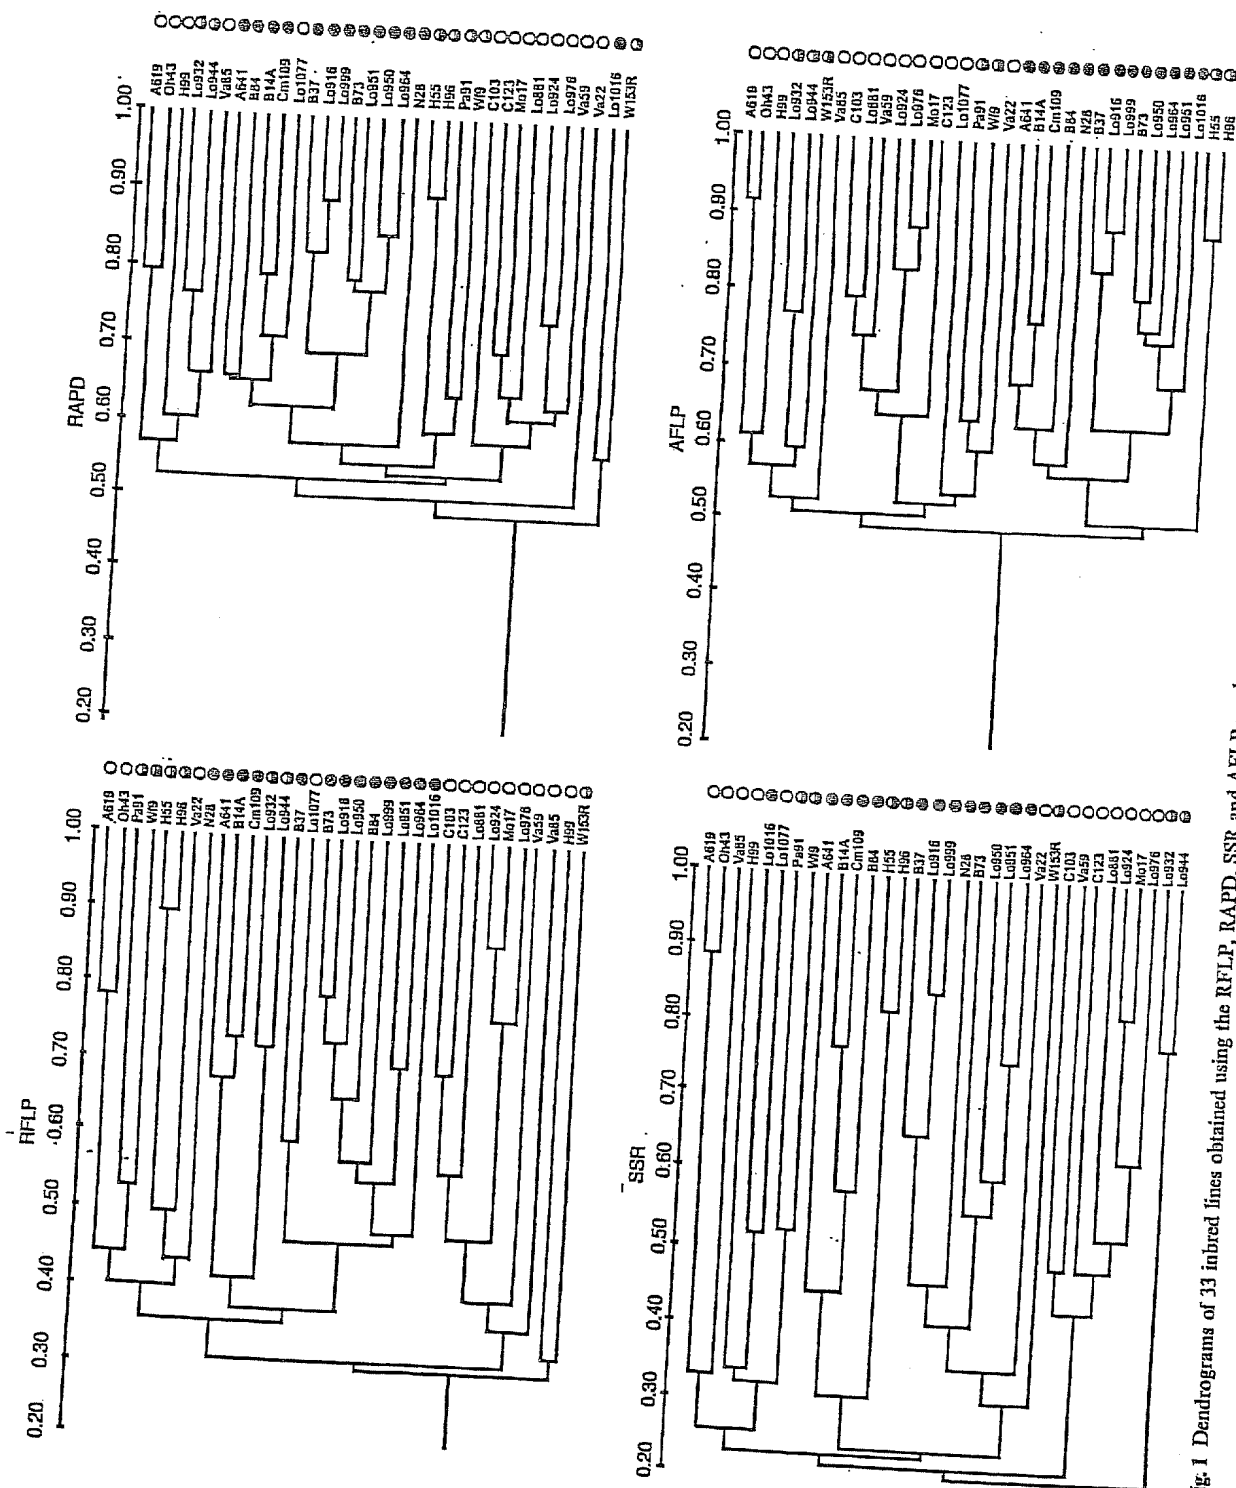 RAPD
1.00
0.90
0.80
0.70
0.60
0.50
0.40
0.30
0.20
A619
Oh43
H99
Lo932
Lo944
Va85
A641
B84
B14A
Cm109
Lo1077
B37
Lo916
Lo999
B73
Lo951
Lo950
Lo964
N28
H55
H96
Pa91
Wf9
C103
C123
Mo17
Lo881
Lo924
Lo976
Va59
Va22
Lo1016
W153R
AFLP
1.00
0.90
0.80
0.70
0.60
0.50
0.40
0.30
0.20
A619
Oh43
H99
Lo932
Lo944
W153R
Va85
C103
Lo881
Va59
Lo924
Lo976
Mo17
C123
Lo1077
Pa91
Wf9
Va22
A641
B14A
Cm109
B84
N28
B37
Lo916
Lo999
B73
Lo950
Lo964
Lo951
Lo1016
H55
H96
RFLP
1.00
0.90
0.80
0.70
0.60
0.50
0.40
0.30
0.20
A619
Oh43
Pa91
Wf9
H55
H96
Va22
N28
A641
B14A
Cm109
Lo932
Lo944
B37
Lo1077
B73
Lo916
Lo950
B84
Lo999
Lo951
Lo964
Lo1016
C103
C123
Lo881
Lo924
Mo17
Lo976
Va59
Va85
H99
W153R
SSR
1.00
0.90
0.80
0.70
0.60
0.50
0.40
0.30
0.20
A619
Oh43
Va85
H99
Lo1016
Lo1077
Pa91
Wf9
A641
B14A
Cm109
B84
H55
H96
B37
Lo916
Lo999
N28
B73
Lo950
Lo951
Lo964
Va22
W153R
C103
Va59
C123
Lo881
Lo924
Mo17
Lo976
Lo932
Lo944
ig. 1 Dendrograms of 33 inbred lines obtained using the RFLP, RAPD, SSR and AFLP